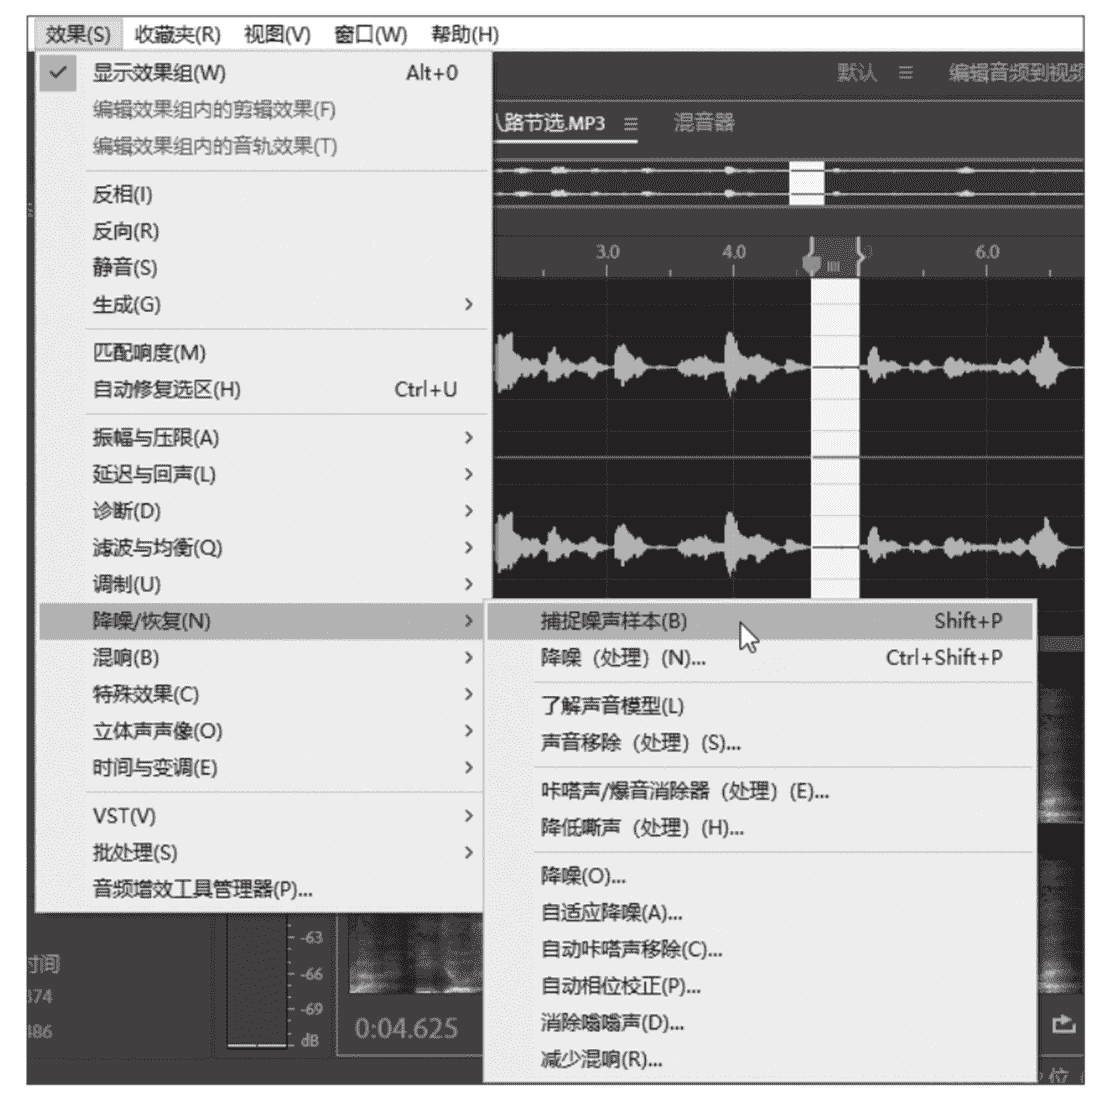 效果(S) 收藏夹(R) 视图(V) 窗口(W) 帮助(H)
显示效果组(W) Alt+0
编辑效果组内的剪辑效果(F)
编辑效果组内的音轨效果(T)
反相(I)
反向(R)
静音(S)
生成(G)
匹配响度(M)
自动修复选区(H) Ctrl+U
振幅与压限(A)
延迟与回声(L)
诊断(D)
滤波与均衡(Q)
调制(U)
降噪/恢复(N)
混响(B)
特殊效果(C)
立体声声像(O)
时间与变调(E)
VST(V)
批处理(S)
音频增效工具管理器(P)...
默认 编辑音频到视频
八路节选.MP3 混音器
3.0 4.0 6.0
捕捉噪声样本(B) Shift+P
降噪（处理）(N)... Ctrl+Shift+P
了解声音模型(L)
声音移除（处理）(S)...
咔嗒声/爆音消除器（处理）(E)...
降低嘶声（处理）(H)...
降噪(O)...
自适应降噪(A)...
自动咔嗒声移除(C)...
自动相位校正(P)...
消除嗡嗡声(D)...
减少混响(R)...
时间
374
486
-63
-66
-69
dB
0:04.625
位